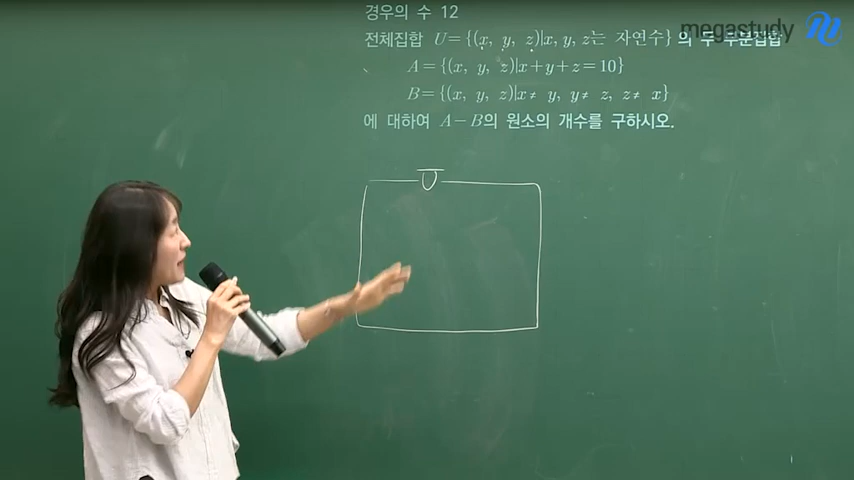 경우의 수 12
megastudy
전체집합 U={(x, y, z)|x, y, z는 자연수} 의 두 부분집합
A={(x, y, z)|x+y+z=10}
B={(x, y, z)|x≠ y, y≠ z, z≠ x}
에 대하여 A-B의 원소의 개수를 구하시오.
U